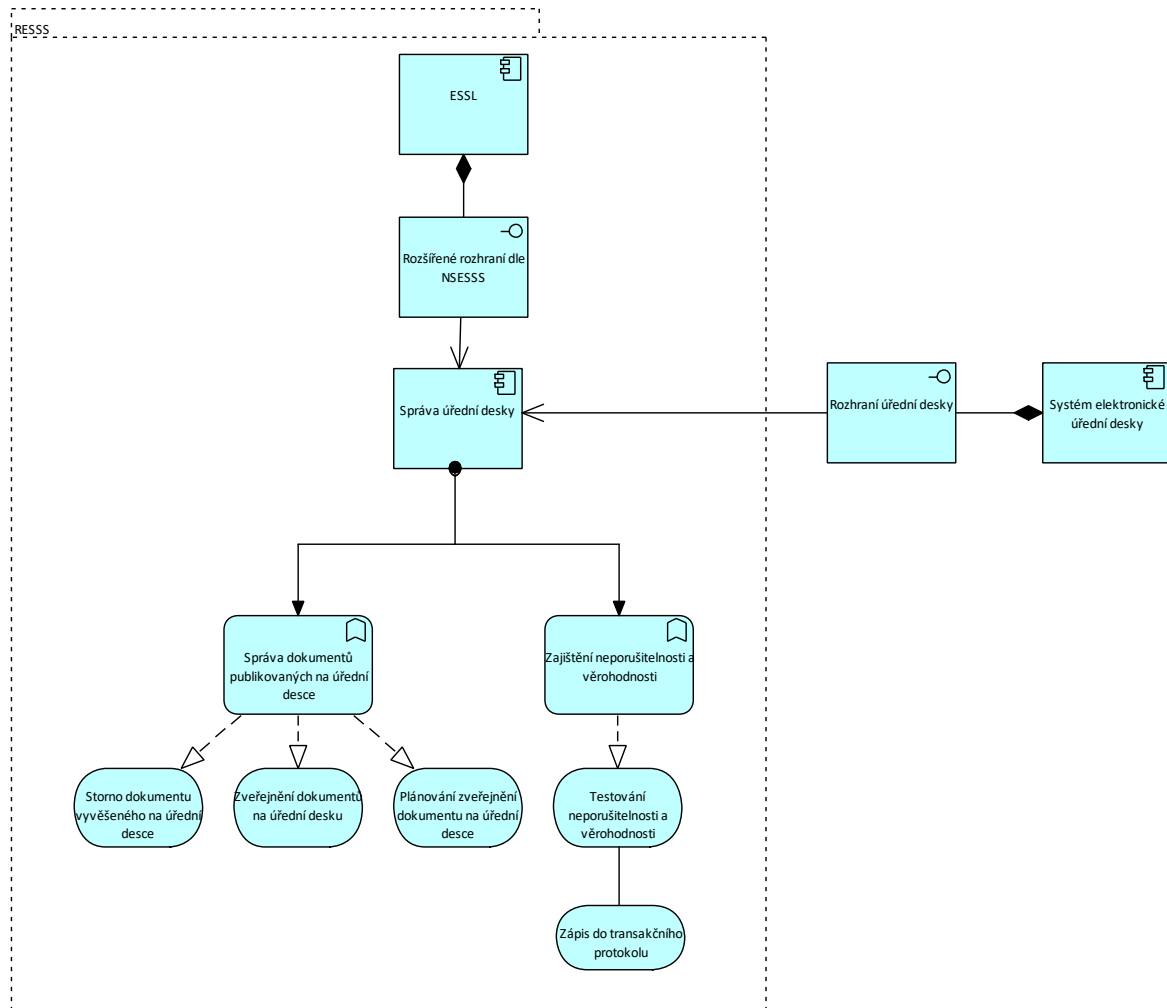 RESSS
ESSL
Rozšířené rozhraní dle
NSESSS
Správa úřední desky
Rozhraní úřední desky
Systém elektronické
úřední desky
Správa dokumentů
publikovaných na úřední
desce
Zajištění neporušitelnosti a
věrohodnosti
Storno dokumentu
vyvěšeného na úřední
desce
Zveřejnění dokumentů
na úřední desku
Plánování zveřejnění
dokumentu na úřední
desce
Testování
neporušitelnosti a
věrohodnosti
Zápis do transakčního
protokolu